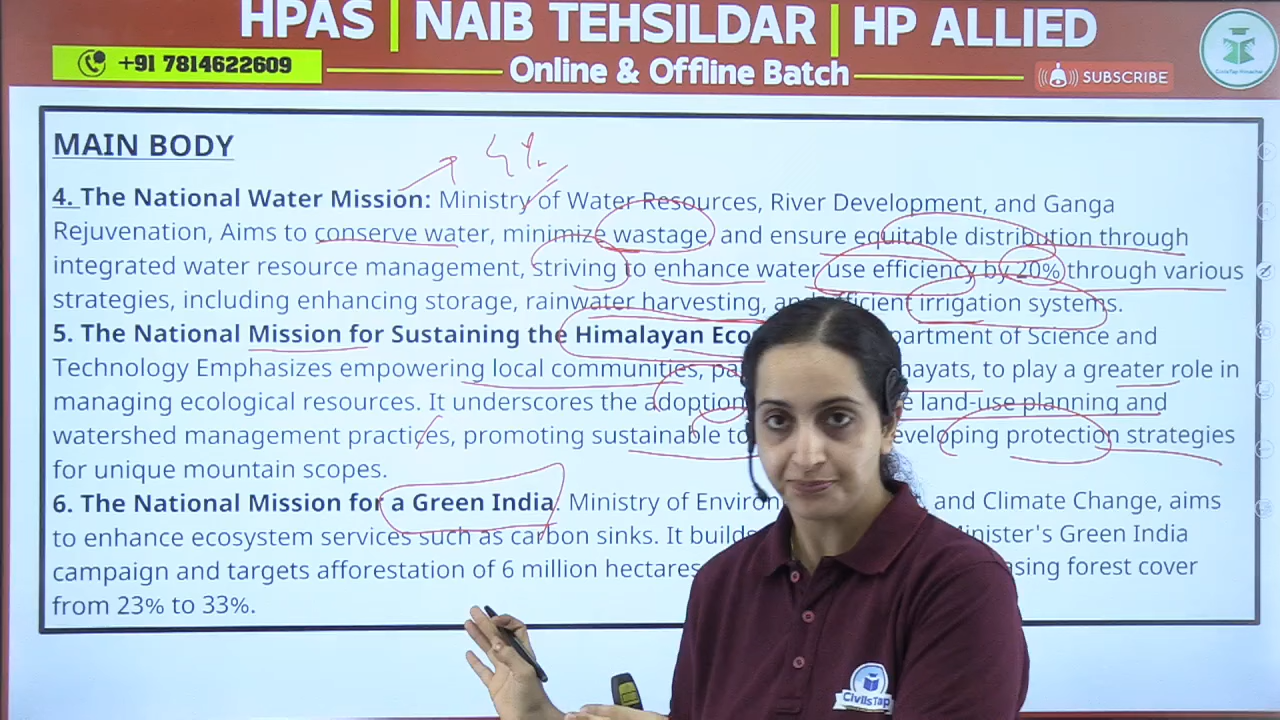 HPAS | NAIB TEHSILDAR | HP ALLIED
+91 7814622609
Online & Offline Batch
SUBSCRIBE
MAIN BODY
4%
4. The National Water Mission: Ministry of Water Resources, River Development, and Ganga
Rejuvenation, Aims to conserve water, minimize wastage, and ensure equitable distribution through
integrated water resource management, striving to enhance water use efficiency by 20% through various
strategies, including enhancing storage, rainwater harvesting, and efficient irrigation systems.
5. The National Mission for Sustaining the Himalayan Eco partment of Science and
Technology Emphasizes empowering local communities, pa hayats, to play a greater role in
managing ecological resources. It underscores the adoption e land-use planning and
watershed management practices, promoting sustainable to eveloping protection strategies
for unique mountain scopes.
6. The National Mission for a Green India: Ministry of Environ , and Climate Change, aims
to enhance ecosystem services such as carbon sinks. It builds inister's Green India
campaign and targets afforestation of 6 million hectares asing forest cover
from 23% to 33%.
CivilsTap